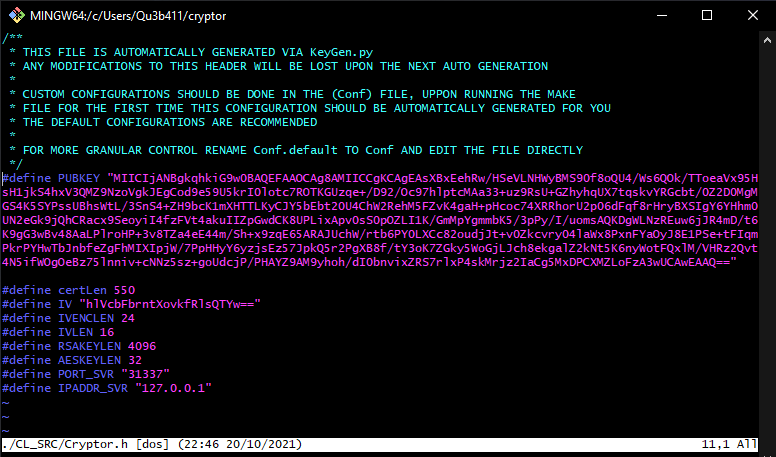 MINGW64:/c/Users/Qu3b411/cryptor
/**
 * THIS FILE IS AUTOMATICALLY GENERATED VIA KeyGen.py
 * ANY MODIFICATIONS TO THIS HEADER WILL BE LOST UPON THE NEXT AUTO GENERATION
 *
 * CUSTOM CONFIGURATIONS SHOULD BE DONE IN THE (Conf) FILE, UPPON RUNNING THE MAKE
 * FILE FOR THE FIRST TIME THIS CONFIGURATION SHOULD BE AUTOMATICALLY GENERATED FOR YOU
 * THE DEFAULT CONFIGURATIONS ARE RECOMMENDED
 *
 * FOR MORE GRANULAR CONTROL RENAME Conf.default TO Conf AND EDIT THE FILE DIRECTLY
 */
#define PUBKEY "MIICIjANBgkqhkiG9w0BAQEFAAOCAg8AMIICCgKCAgEAsXBxEehRw/HSeVLNHWyBMS9Of8oQU4/Ws6QOk/TToeaVx95H
sH1jkS4hxV3QMZ9NzoVgkJEgCod9e59U5krIOlotc7ROTKGUzqe+/D92/Oc97hlptcMAa33+uz9RsU+GZhyhqUX7tqskvYRGcbt/OZ2DOMgM
GS4K5SYPssUBhsWtL/3SnS4+ZH9bcK1mXHTTLKyCJY5bEbt2OU4ChW2RehM5FZvK4gaH+pHcoc74XRRhorU2pO6dFqf8rHryBXSIgY6YHhmO
UN2eGk9jQhCRacx9SeoyiI4fzFVt4akuIIZpGwdCK8UPLixApvOsSOpOZLI1K/GmMpYgmmbK5/3pPy/I/uomsAQKDgWLNzREuw6jJR4mD/t6
K9gG3wBv48AaLPlroHP+3v8TZa4eE44m/Sh+x9zqE65ARAJUchW/rtb6PYOLXCc82oudjJt+vOZkcvryO4laWx8PxnFYaOyJ8E1PSe+tFIqm
PkrPYHwTbJnbfeZgFhMIXIpjW/7PpHHyY6yzjsEz57JpkQ5r2PgXB8f/tY3oK7ZGky5WoGjLJch8ekgalZ2kNt5K6nyWotFQxlM/VHRz2Qvt
4N5ifWOgOeBz75lnniv+cNNz5sz+goUdcjP/PHAYZ9AM9yhoh/dIObnvixZRS7rlxP4skMrjz2IaCg5MxDPCXMZLoFzA3wUCAwEAAQ=="

#define certLen 550
#define IV "hlVcbFbrntXovkfRlsQTYw=="
#define IVENCLEN 24
#define IVLEN 16
#define RSAKEYLEN 4096
#define AESKEYLEN 32
#define PORT_SVR "31337"
#define IPADDR_SVR "127.0.0.1"
~
~
~
./CL_SRC/Cryptor.h [dos] (22:46 20/10/2021) 11,1 All